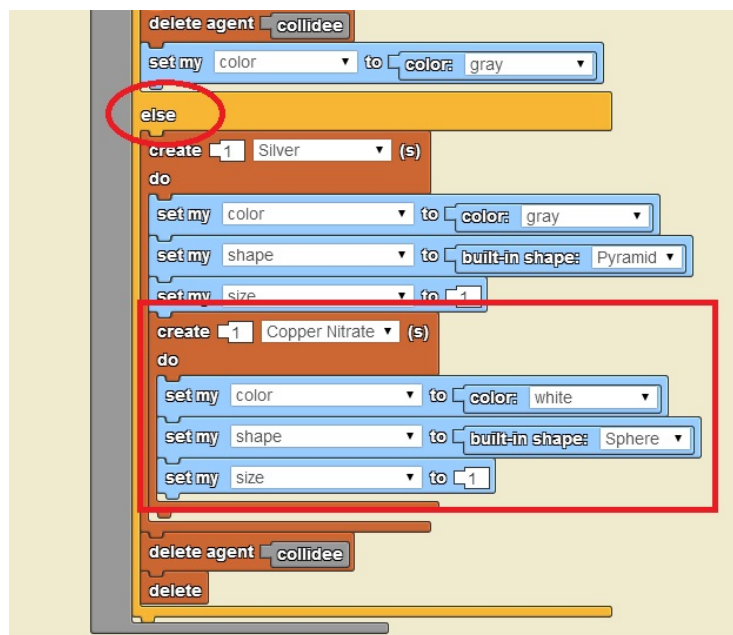 delete agent collidee
set my color to color: gray
else
create 1 Silver (s)
do
set my color to color: gray
set my shape to built-in shape: Pyramid
set my size to 1
create 1 Copper Nitrate (s)
do
set my color to color: white
set my shape to built-in shape: Sphere
set my size to 1
delete agent collidee
delete